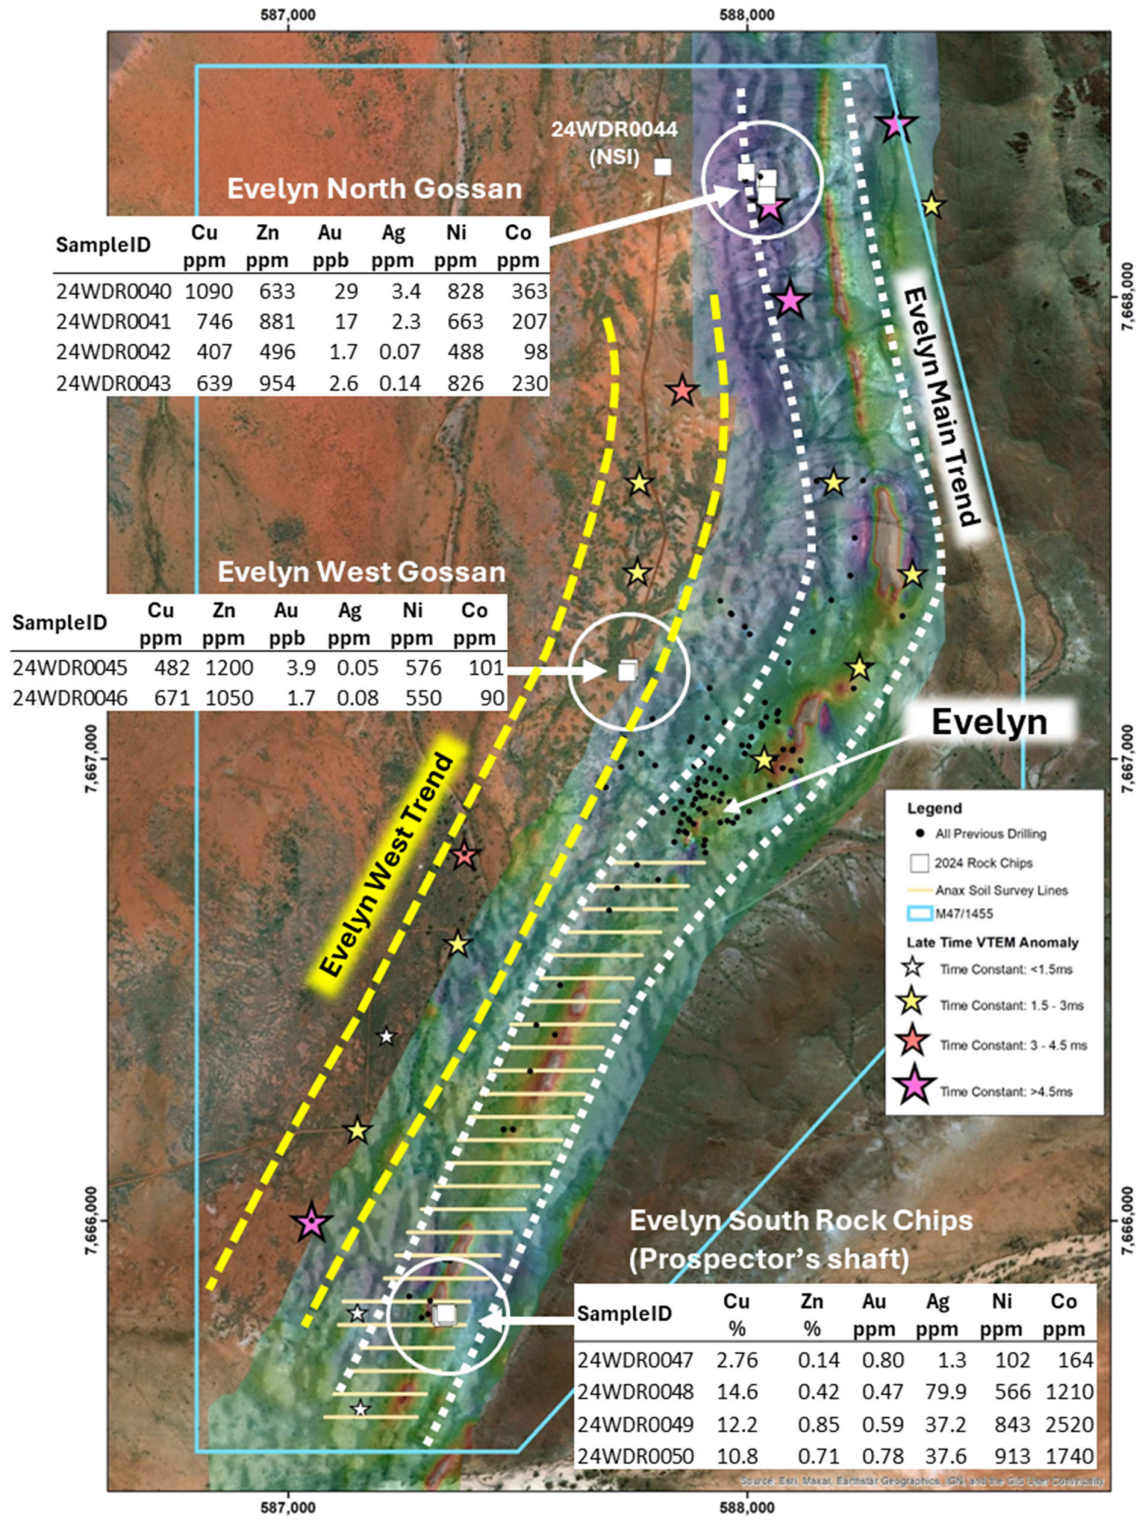 587,000 588,000
24WDR0044
(NSI)
Evelyn North Gossan
SampleID Cu ppm Zn ppm Au ppb Ag ppm Ni ppm Co ppm
24WDR0040 1090 633 29 3.4 828 363
24WDR0041 746 881 17 2.3 663 207
24WDR0042 407 496 1.7 0.07 488 98
24WDR0043 639 954 2.6 0.14 826 230
7,668,000
Evelyn Main Trend
Evelyn West Gossan
SampleID Cu ppm Zn ppm Au ppb Ag ppm Ni ppm Co ppm
24WDR0045 482 1200 3.9 0.05 576 101
24WDR0046 671 1050 1.7 0.08 550 90
Evelyn
7,667,000 7,667,000
Evelyn West Trend
Legend
All Previous Drilling
2024 Rock Chips
Anax Soil Survey Lines
M47/1455
Late Time VTEM Anomaly
Time Constant: <1.5ms
Time Constant: 1.5 - 3ms
Time Constant: 3 - 4.5 ms
Time Constant: >4.5ms
7,666,000 7,666,000
Evelyn South Rock Chips
(Prospector's shaft)
SampleID Cu % Zn % Au ppm Ag ppm Ni ppm Co ppm
24WDR0047 2.76 0.14 0.80 1.3 102 164
24WDR0048 14.6 0.42 0.47 79.9 566 1210
24WDR0049 12.2 0.85 0.59 37.2 843 2520
24WDR0050 10.8 0.71 0.78 37.6 913 1740
Source: Esri, Maxar, Earthstar Geographics, and the GIS User Community
587,000 588,000